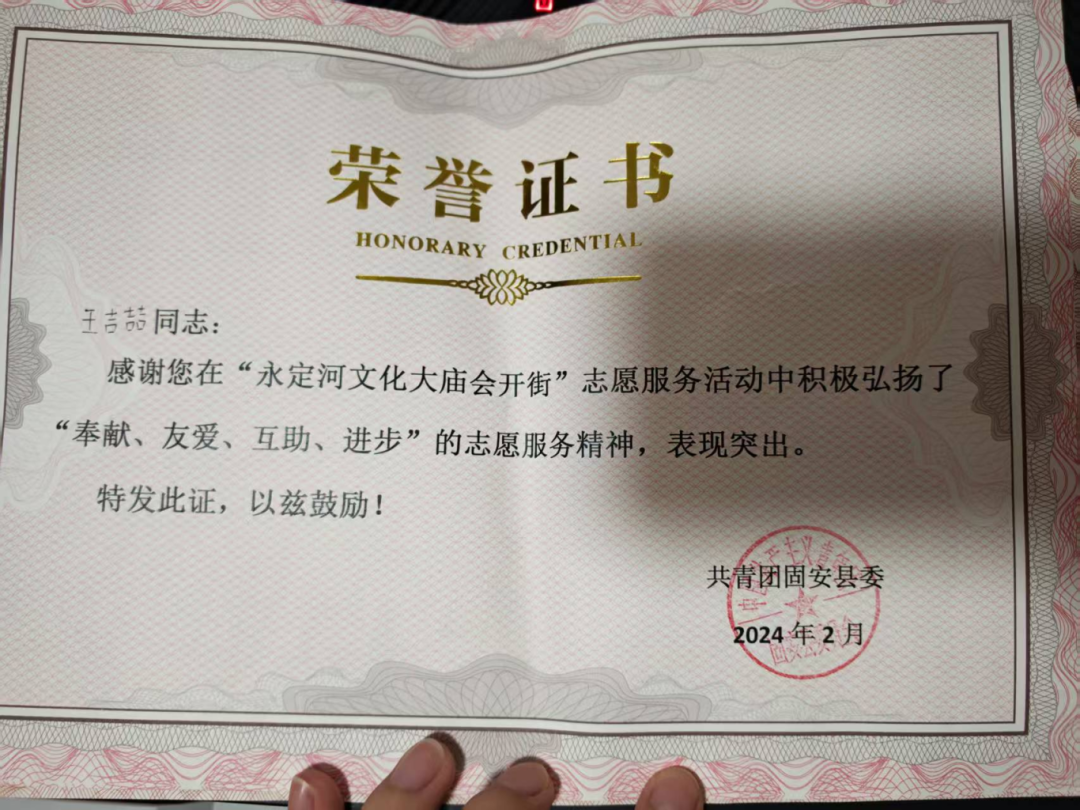 荣誉证书
HONORARY CREDENTIAL
王吉喆同志：
感谢您在“永定河文化大庙会开街”志愿服务活动中积极弘扬了
“奉献、友爱、互助、进步”的志愿服务精神，表现突出。
特发此证，以兹鼓励！
共青团固安县委
2024年2月